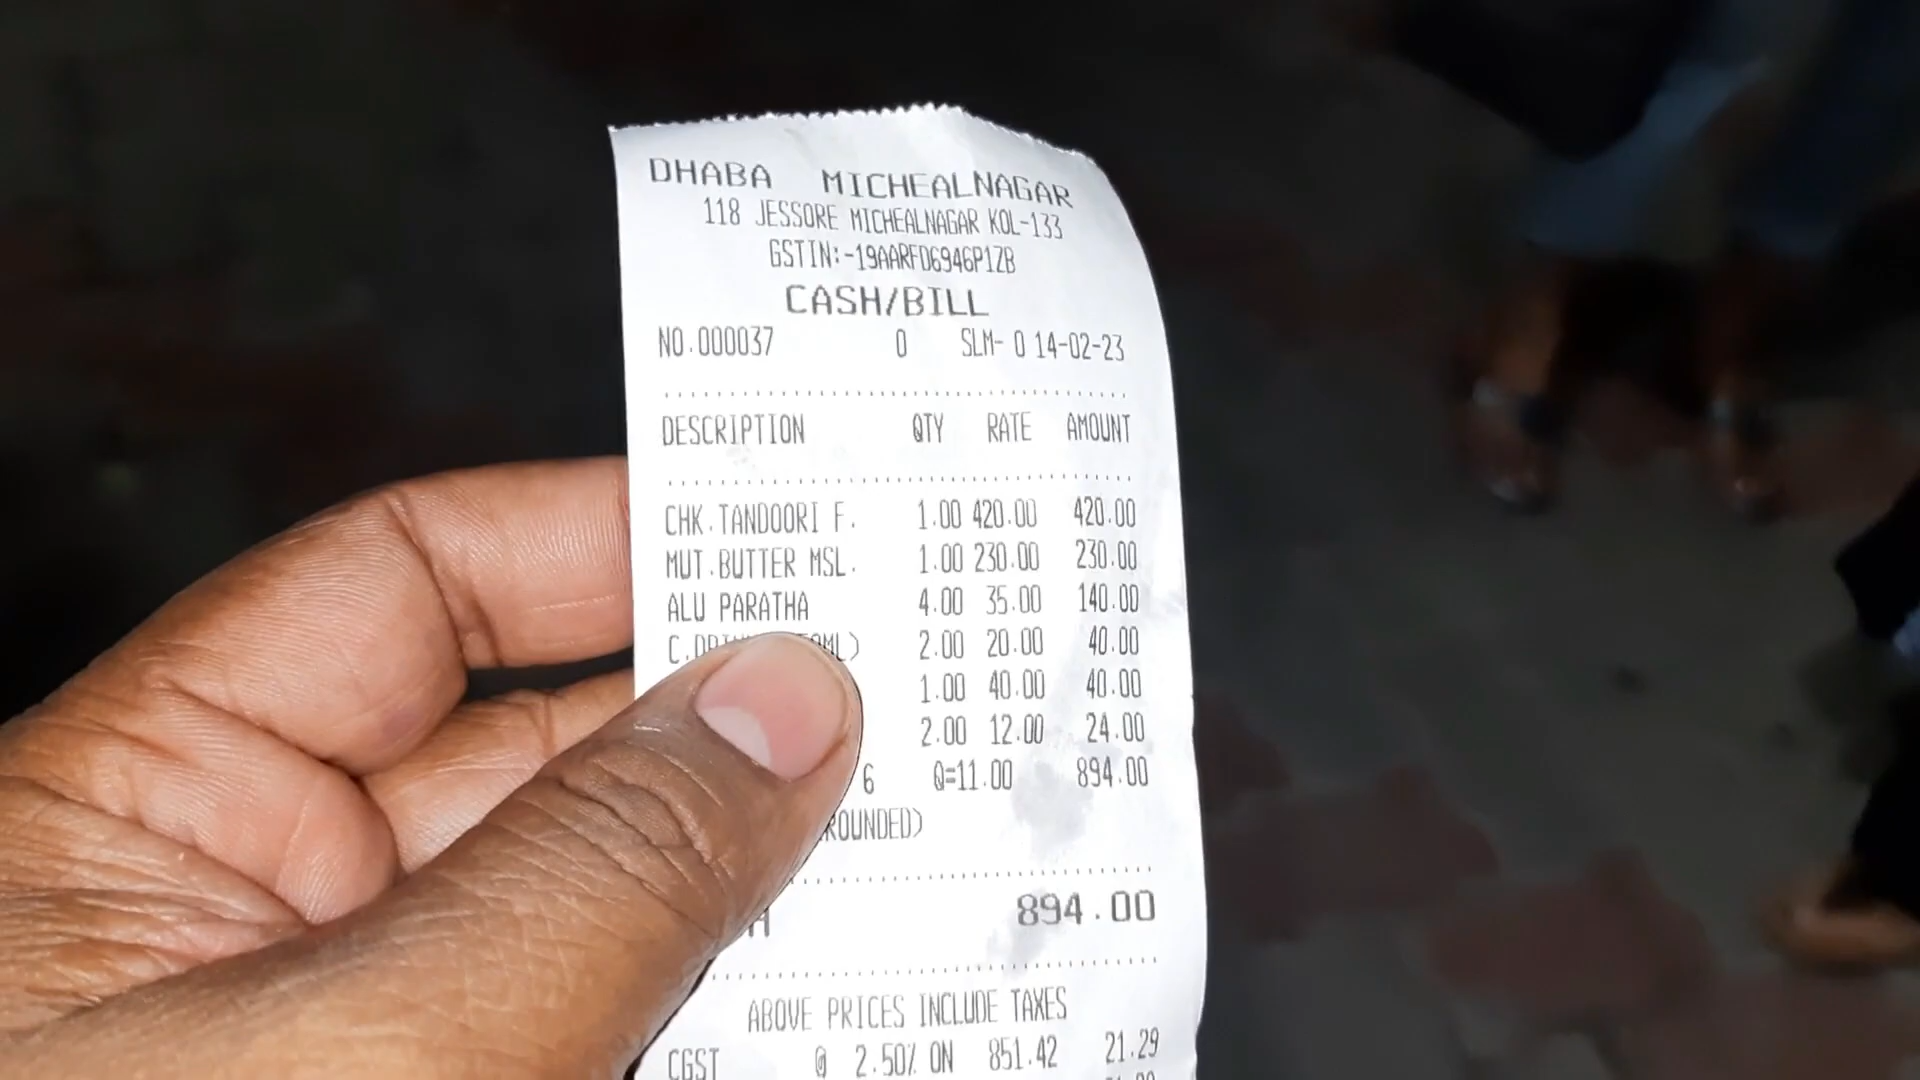 DHABA MICHEALNAGAR
118 JESSORE MICHEALNAGAR KOL-133
GSTIN:-19AARFD6946P1ZB
CASH/BILL
NO.000037 0 SLM- 0 14-02-23
DESCRIPTION QTY RATE AMOUNT
CHK.TANDOORI F. 1.00 420.00 420.00
MUT.BUTTER MSL. 1.00 230.00 230.00
ALU PARATHA 4.00 35.00 140.00
2.00 20.00 40.00
1.00 40.00 40.00
2.00 12.00 24.00
6 Q=11.00 894.00
ROUNDED)
894.00
ABOVE PRICES INCLUDE TAXES
CGST @ 2.50% ON 851.42 21.29